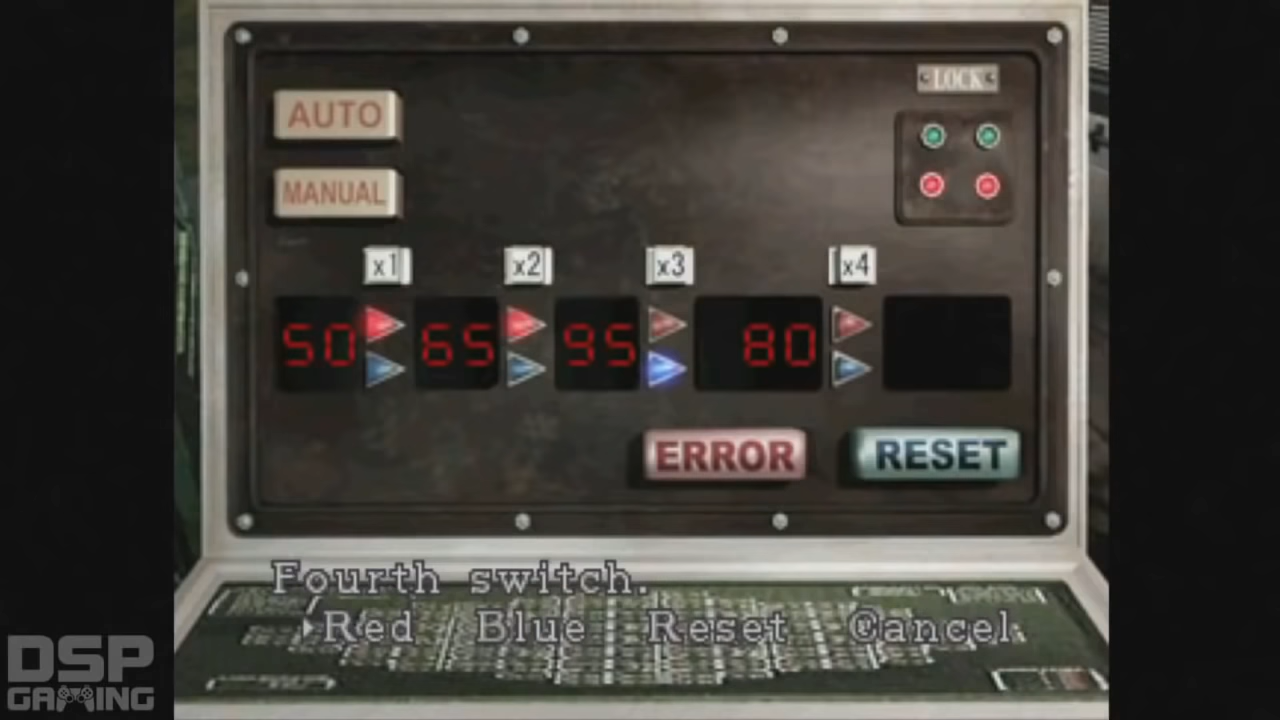 LOCK
AUTO
MANUAL
x1 x2 x3 x4
50 65 95 80
ERROR RESET
Fourth switch.
Red Blue Reset Cancel
DSP
GAMING